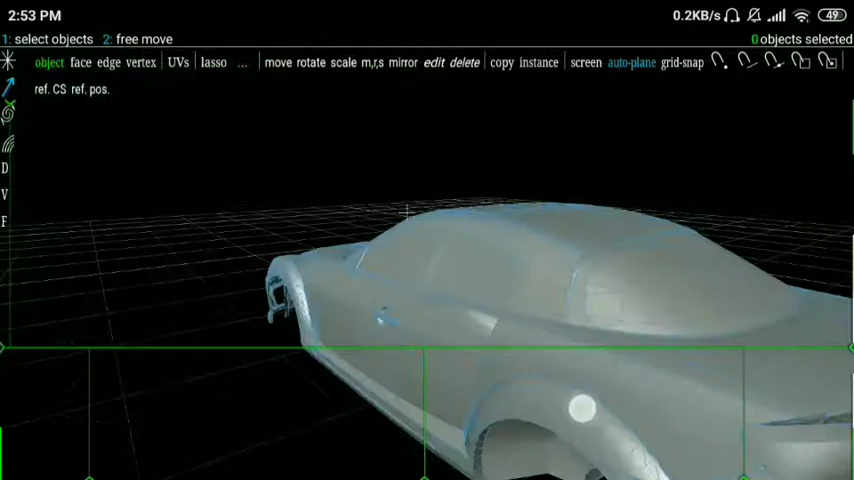 2:53 PM 0.2KB/s 49
1: select objects 2: free move 0 objects selected
object face edge vertex UVs lasso ... move rotate scale m,r,s mirror edit delete copy instance screen auto-plane grid-snap
ref. CS ref. pos.
D
V
F